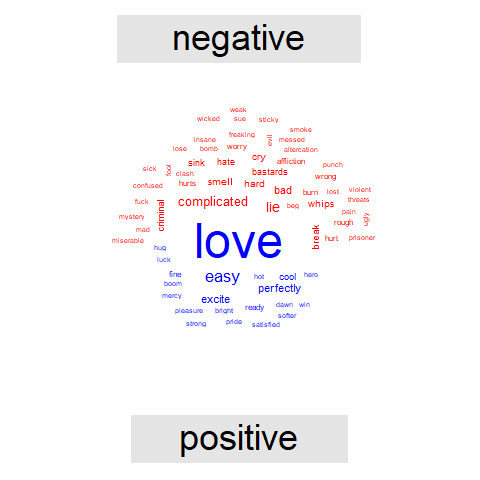 negative
weak
wicked sue sticky
smoke
freaking
insane evil messed
lose bomb worry altercation
cry
sink hate affliction punch
sick fool clash bastards wrong
confused hurts smell hard bad burn lost violent
fuck complicated lie beg whips threats
criminal pain
mystery rough ugly
mad love break
miserable hurt prisoner
hug
luck
fine easy hot cool hero
boom perfectly
mercy excite
pleasure bright ready dawn win
softer
strong pride satisfied
positive